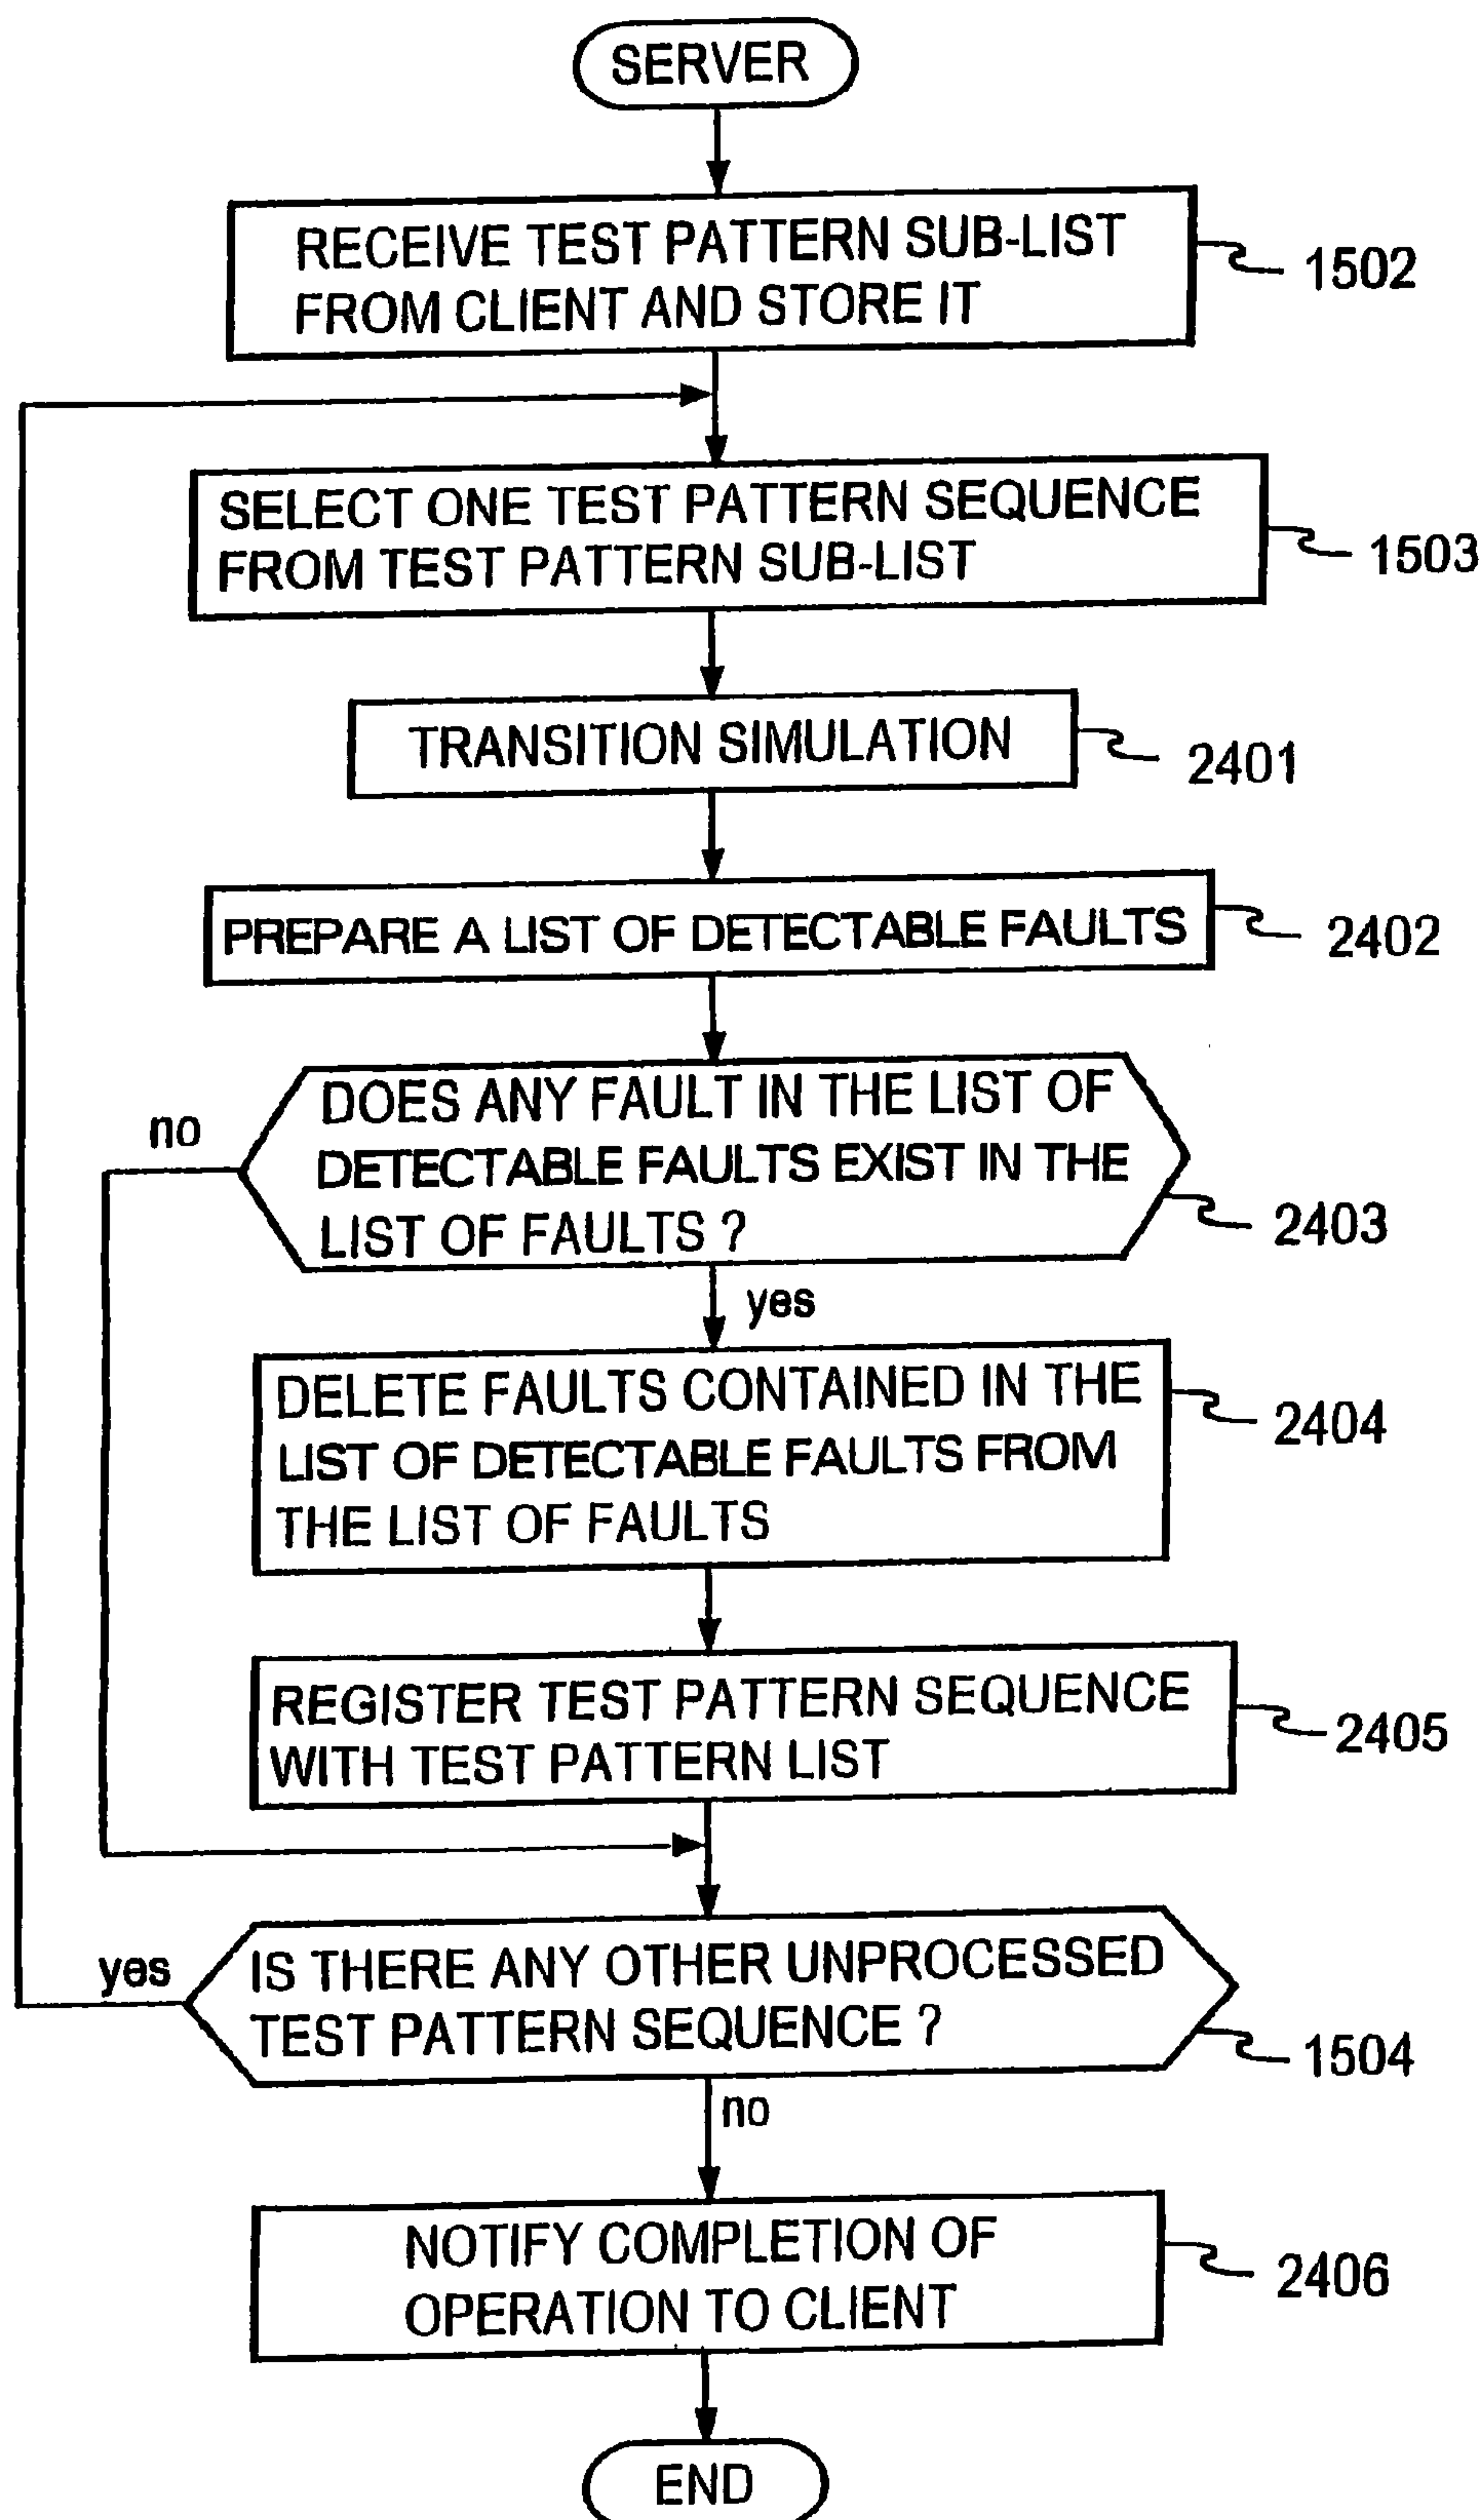 SERVER
RECEIVE TEST PATTERN SUB-LIST
FROM CLIENT AND STORE IT
1502
SELECT ONE TEST PATTERN SEQUENCE
FROM TEST PATTERN SUB-LIST
1503
TRANSITION SIMULATION
2401
PREPARE A LIST OF DETECTABLE FAULTS
2402
DOES ANY FAULT IN THE LIST OF
DETECTABLE FAULTS EXIST IN THE
LIST OF FAULTS ?
no
2403
yes
DELETE FAULTS CONTAINED IN THE
LIST OF DETECTABLE FAULTS FROM
THE LIST OF FAULTS
2404
REGISTER TEST PATTERN SEQUENCE
WITH TEST PATTERN LIST
2405
yes
IS THERE ANY OTHER UNPROCESSED
TEST PATTERN SEQUENCE ?
1504
no
NOTIFY COMPLETION OF
OPERATION TO CLIENT
2406
END